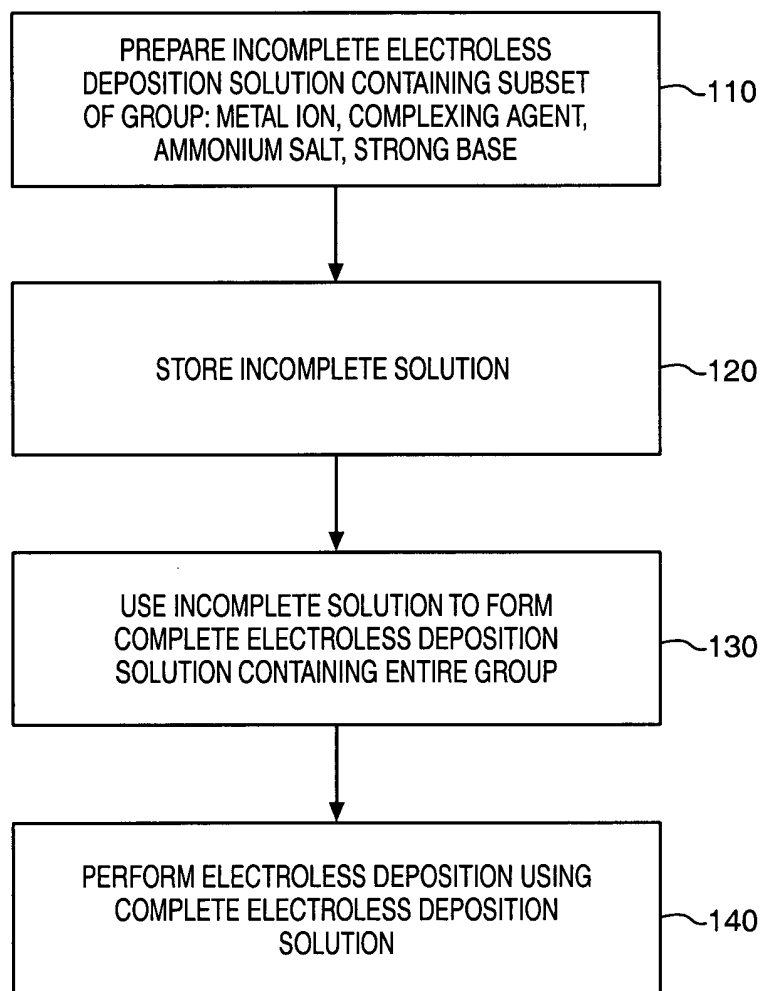 PREPARE INCOMPLETE ELECTROLESS
DEPOSITION SOLUTION CONTAINING SUBSET
OF GROUP: METAL ION, COMPLEXING AGENT,
AMMONIUM SALT, STRONG BASE
110
STORE INCOMPLETE SOLUTION
120
USE INCOMPLETE SOLUTION TO FORM
COMPLETE ELECTROLESS DEPOSITION
SOLUTION CONTAINING ENTIRE GROUP
130
PERFORM ELECTROLESS DEPOSITION USING
COMPLETE ELECTROLESS DEPOSITION
SOLUTION
140